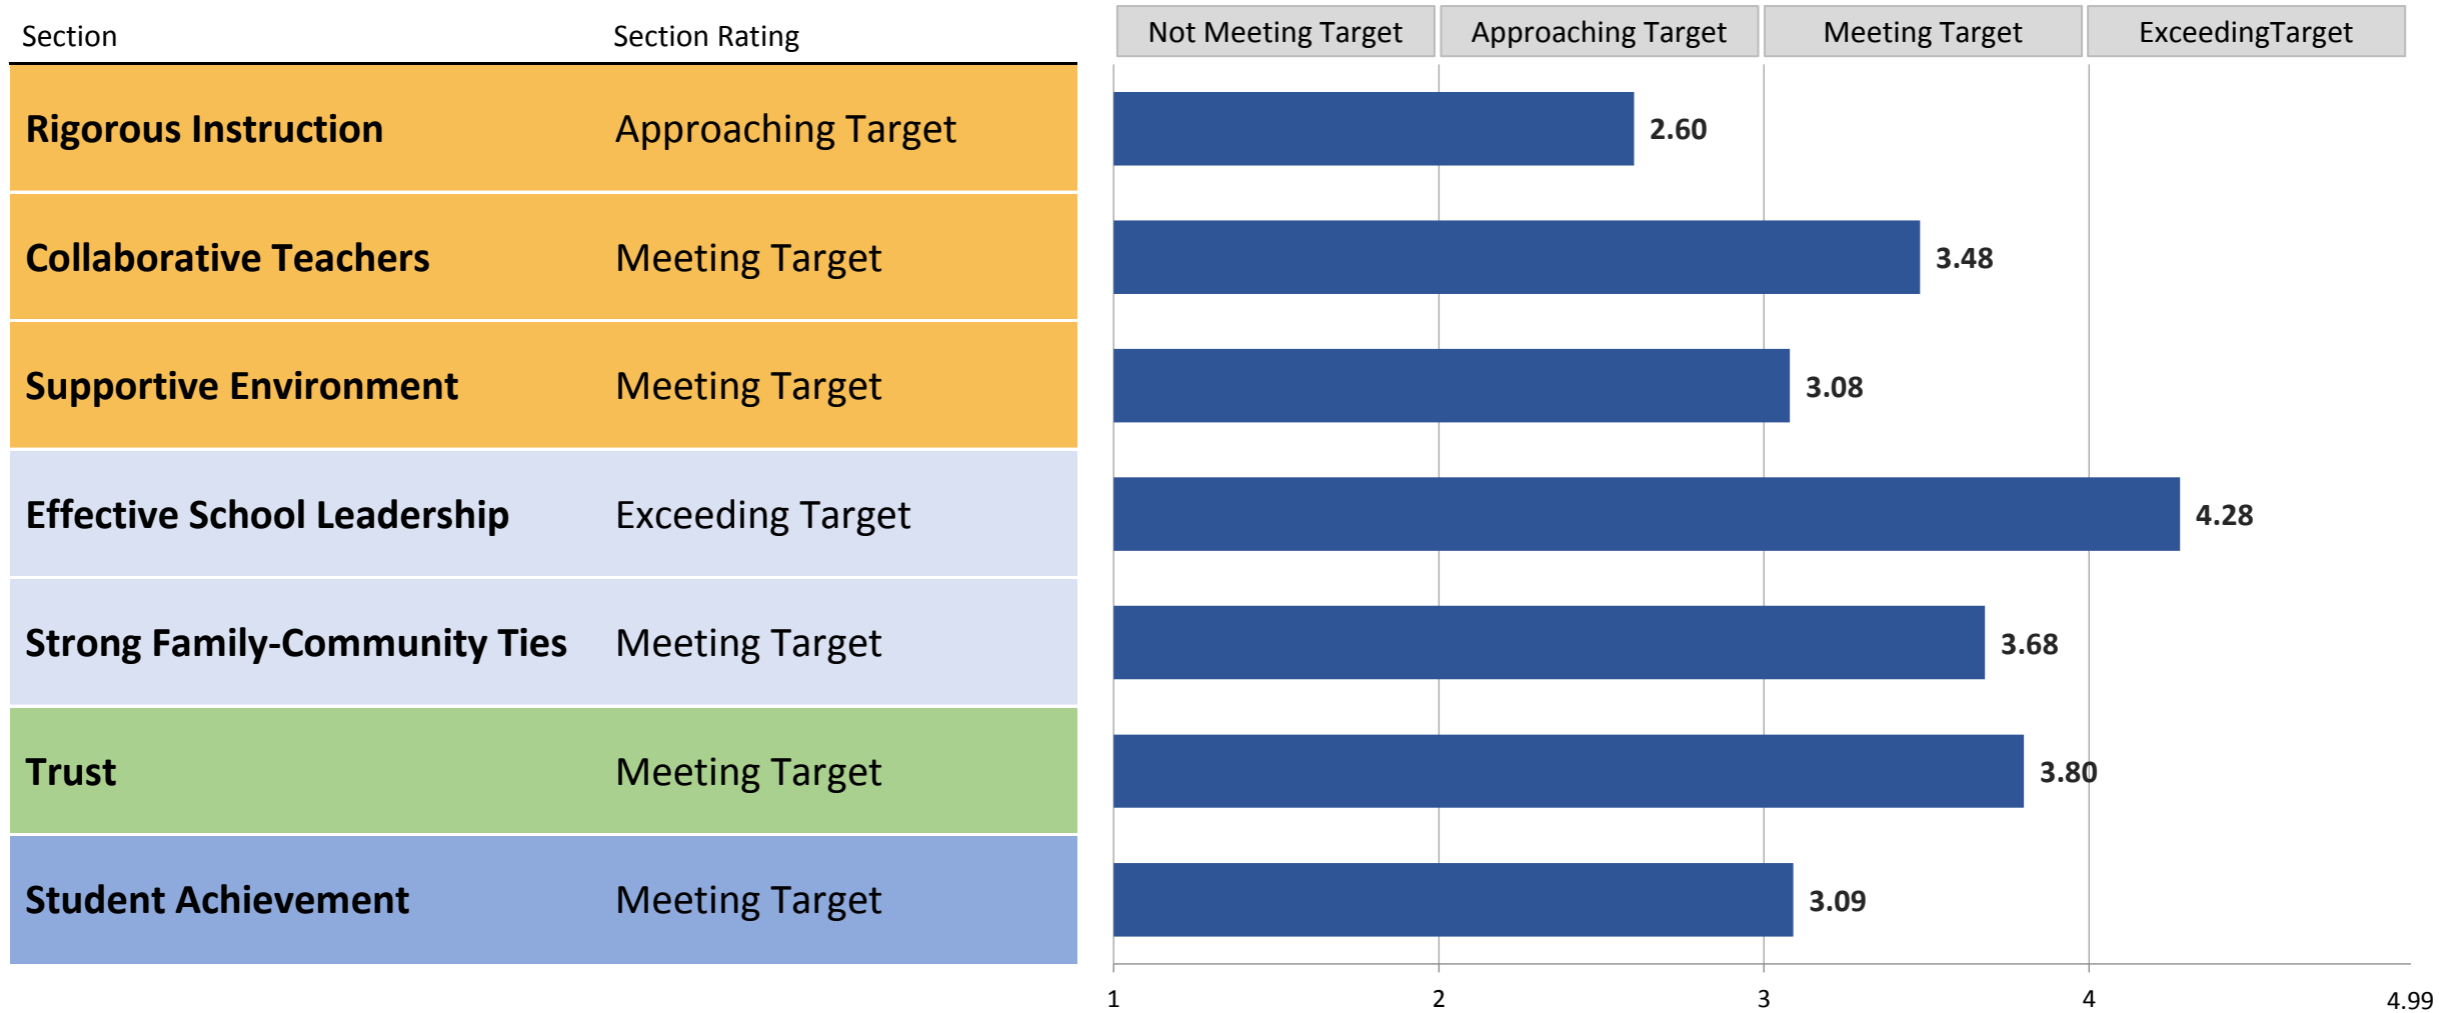 Section Section Rating Not Meeting Target Approaching Target Meeting Target ExceedingTarget
Rigorous Instruction Approaching Target 2.60
Collaborative Teachers Meeting Target 3.48
Supportive Environment Meeting Target 3.08
Effective School Leadership Exceeding Target 4.28
Strong Family-Community Ties Meeting Target 3.68
Trust Meeting Target 3.80
Student Achievement Meeting Target 3.09
1 2 3 4 4.99